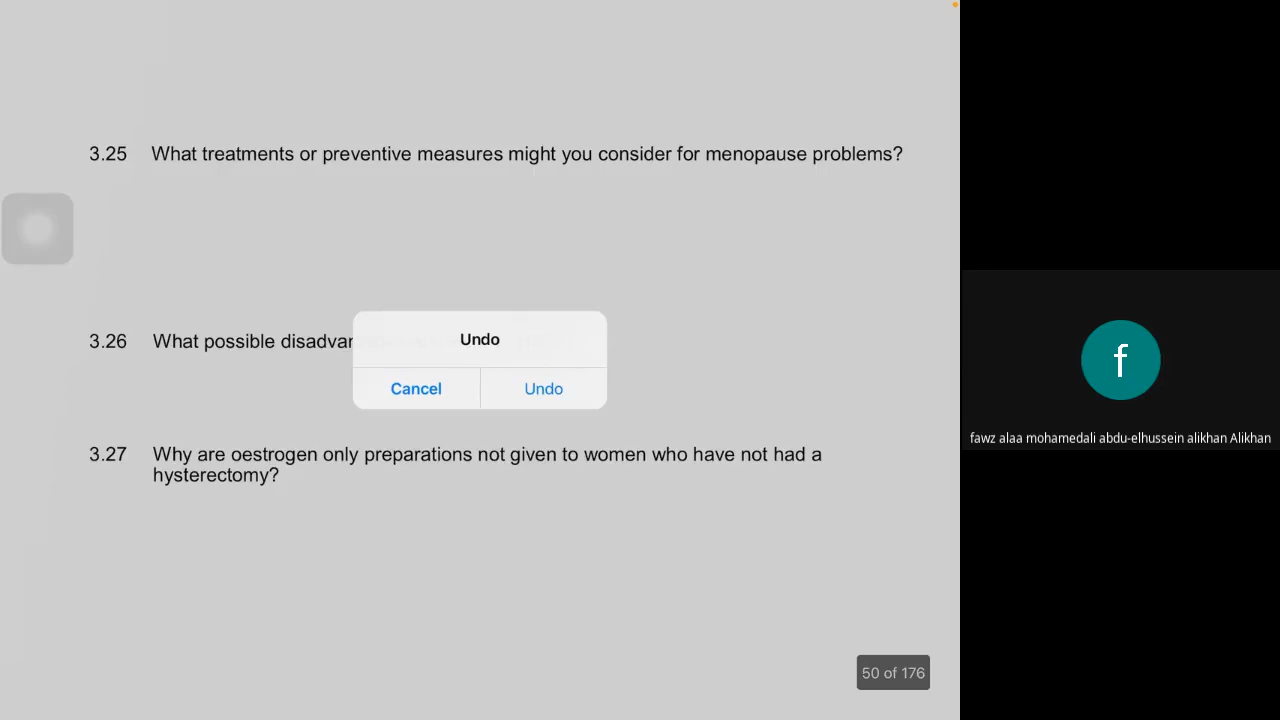 3.25 What treatments or preventive measures might you consider for menopause problems?
3.26 What possible disadvan
Undo
Cancel Undo
3.27 Why are oestrogen only preparations not given to women who have not had a
hysterectomy?
f
fawz alaa mohamedali abdu-elhussein alikhan Alikhan
50 of 176